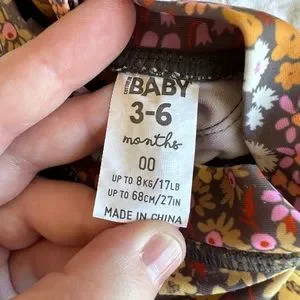 BABY
3-6
months
00
UP TO 8KG/17LB
UP TO 68CM/27IN
MADE IN CHINA